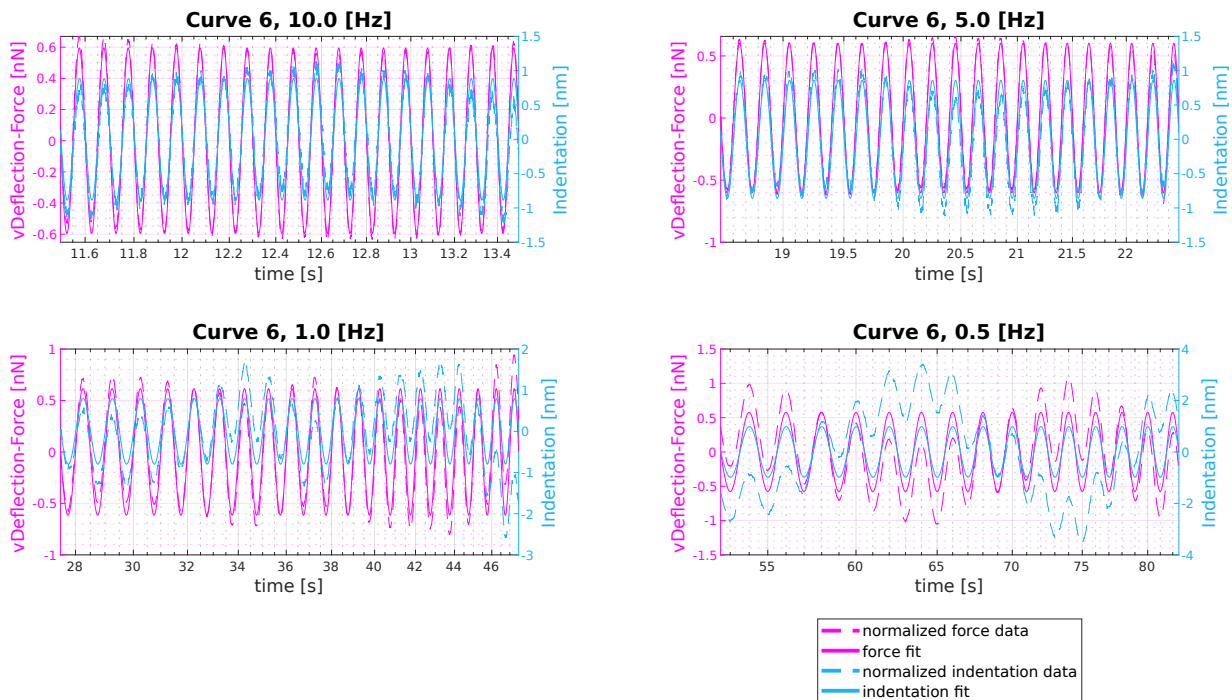 Curve 6, 10.0 [Hz]
vDeflection-Force [nN]
0.6
0.4
0.2
0
-0.2
-0.4
-0.6
1.5
1
0.5
0
-0.5
-1
-1.5
Indentation [nm]
11.6 11.8 12 12.2 12.4 12.6 12.8 13 13.2 13.4
time [s]
Curve 6, 5.0 [Hz]
vDeflection-Force [nN]
0.5
0
-0.5
-1
1.5
1
0.5
0
-0.5
-1
-1.5
Indentation [nm]
19 19.5 20 20.5 21 21.5 22
time [s]
Curve 6, 1.0 [Hz]
vDeflection-Force [nN]
1
0.5
0
-0.5
-1
2
1
0
-1
-2
-3
Indentation [nm]
28 30 32 34 36 38 40 42 44 46
time [s]
Curve 6, 0.5 [Hz]
vDeflection-Force [nN]
1.5
1
0.5
0
-0.5
-1
-1.5
4
2
0
-2
-4
Indentation [nm]
55 60 65 70 75 80
time [s]
normalized force data
force fit
normalized indentation data
indentation fit